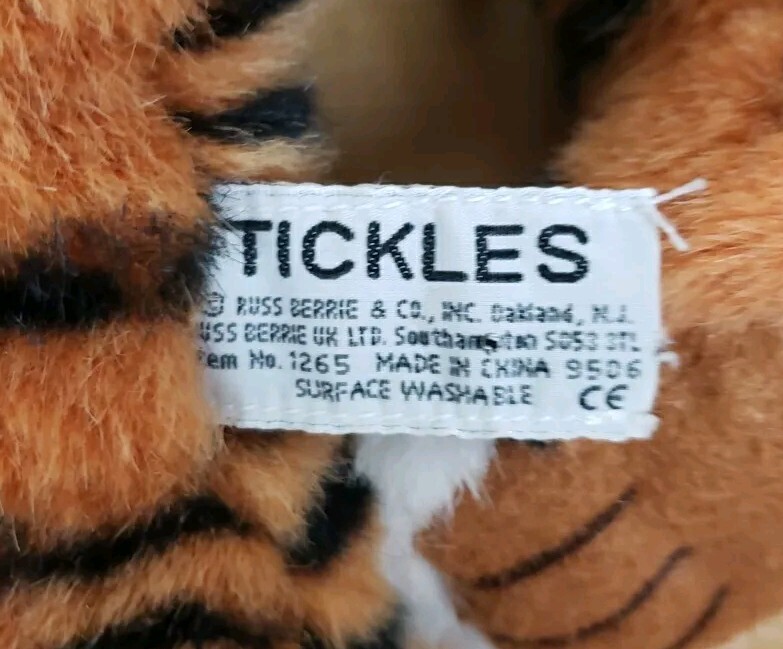 TICKLES
© RUSS BERRIE & CO., INC. Oakland, N.J.
USS BERRIE UK LTD. Southampton SO53 3TL
em No. 1265 MADE IN CHINA 9506
SURFACE WASHABLE CE